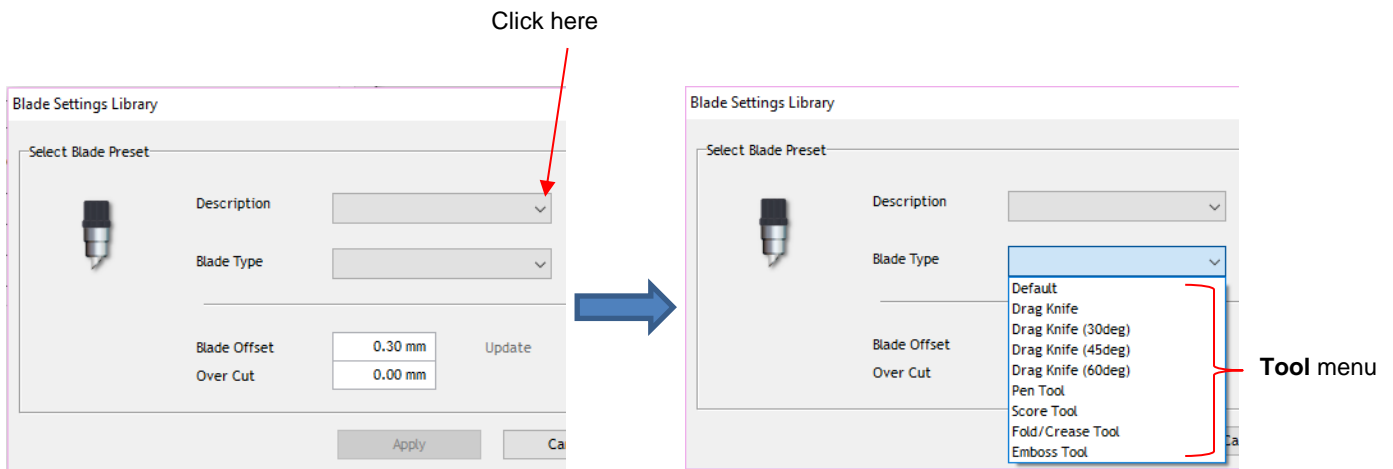 Click here
Blade Settings Library
Select Blade Preset
Description
Blade Type
Blade Offset 0.30 mm Update
Over Cut 0.00 mm
Apply Ca
Blade Settings Library
Select Blade Preset
Description
Blade Type
Default
Drag Knife
Drag Knife (30deg)
Drag Knife (45deg)
Drag Knife (60deg)
Pen Tool
Score Tool
Fold/Crease Tool
Emboss Tool
Blade Offset
Over Cut
Ca
Tool menu